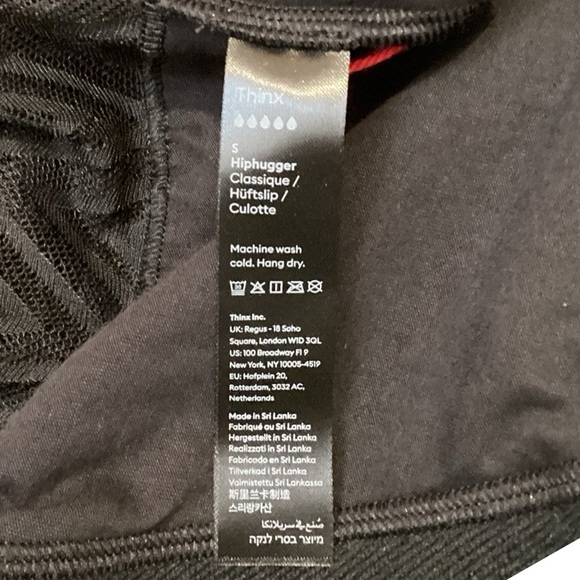 Thinx
S
Hiphugger
Classique /
Hüftslip /
Culotte
Machine wash
cold. Hang dry.
Thinx Inc.
UK: Regus - 18 Soho
Square, London W1D 3QL
US: 100 Broadway Fl 9
New York, NY 10005-4519
EU: Hofplein 20,
Rotterdam, 3032 AC,
Netherlands
Made in Sri Lanka
Fabriqué au Sri Lanka
Hergestellt in Sri Lanka
Realizzati in Sri Lanka
Fabricado en Sri Lanka
Tillverkad i Sri Lanka
Valmistettu Sri Lankassa
斯里兰卡制造
스리랑카산
صُنع في سريلانكا
מיוצר בסרי לנקה